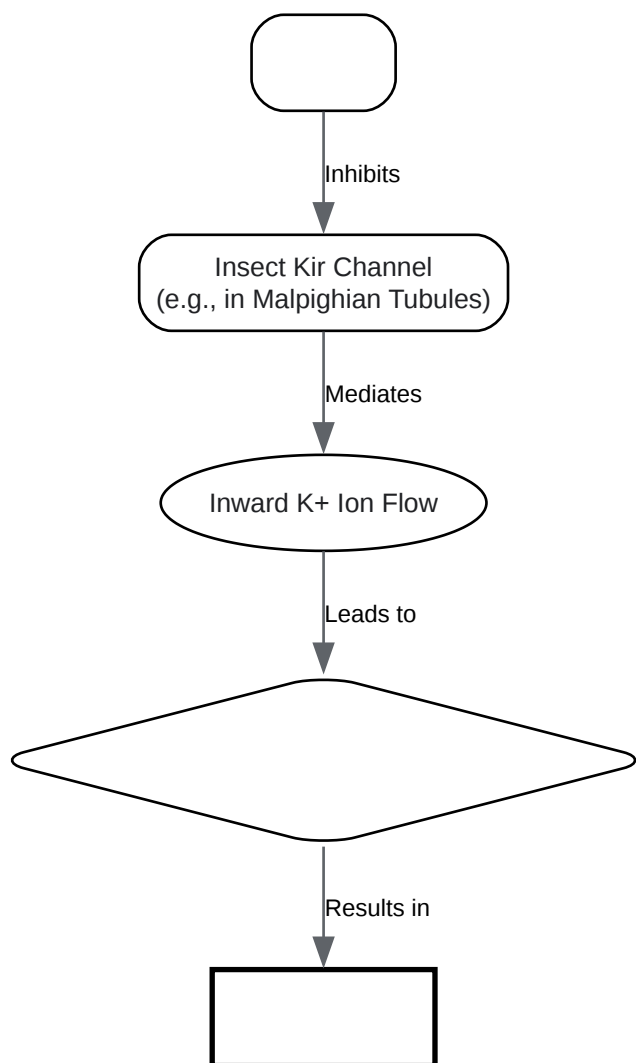 Inhibits
Insect Kir Channel
(e.g., in Malpighian Tubules)
Mediates
Inward K+ Ion Flow
Leads to
Results in